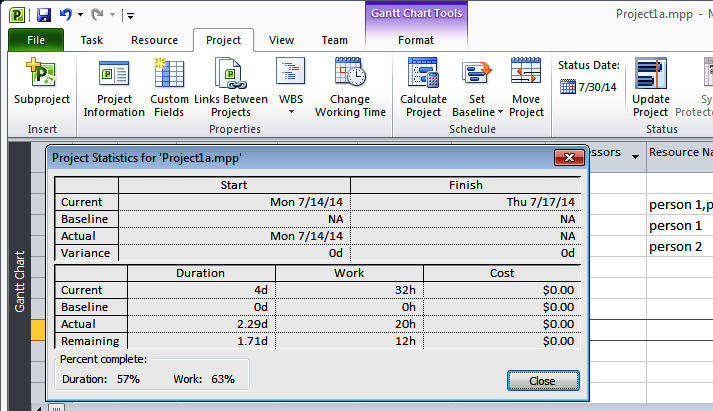 Gantt Chart Tools
Project1a.mpp -
File Task Resource Project View Team Format
Status Date:
7/30/14
Subproject
Project Information
Custom Fields
Links Between Projects
WBS
Change Working Time
Calculate Project
Set Baseline
Move Project
Update Project
Insert Properties Schedule Status
Project Statistics for 'Project1a.mpp'
Resource
Start Finish
Current Mon 7/14/14 Thu 7/17/14
person 1,
Baseline NA NA
person 1
Actual Mon 7/14/14 NA
person 2
Variance 0d 0d
Gantt Chart
Duration Work Cost
Current 4d 32h $0.00
Baseline 0d 0h $0.00
Actual 2.29d 20h $0.00
Remaining 1.71d 12h $0.00
Percent complete:
Duration: 57% Work: 63%
Close